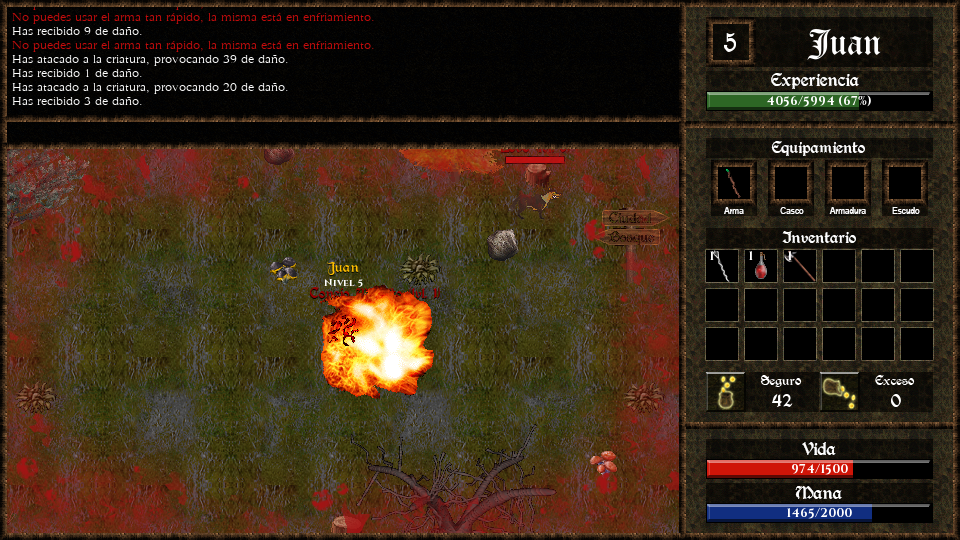 No puedes usar el arma tan rápido, la misma está en enfriamiento.
Has recibido 9 de daño.
No puedes usar el arma tan rápido, la misma está en enfriamiento.
Has atacado a la criatura, provocando 39 de daño.
Has recibido 1 de daño.
Has atacado a la criatura, provocando 20 de daño.
Has recibido 3 de daño.
5
Juan
Experiencia
4056/5994 (67%)
Equipamiento
Arma
Casco
Armadura
Escudo
Inventario
1
Seguro
42
Exceso
0
Vida
974/1500
Mana
1465/2000
Ciudad
Bosque
Juan
Nivel 5